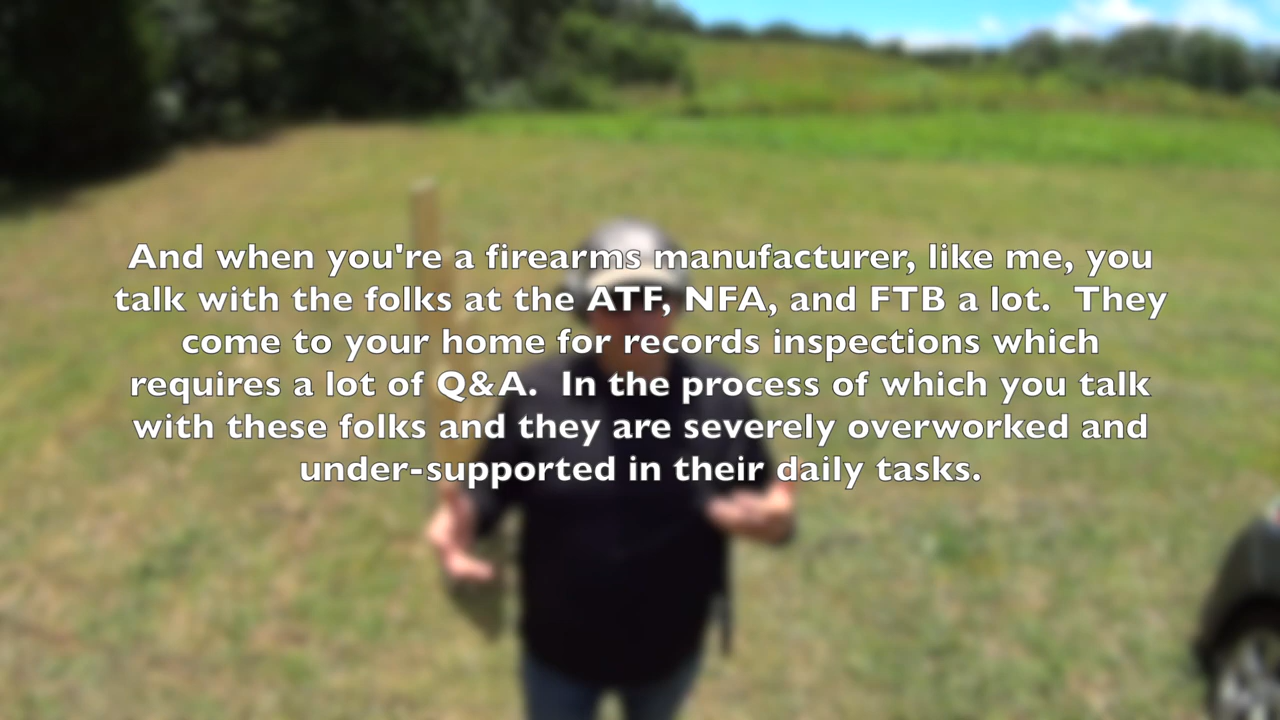 And when you're a firearms manufacturer, like me, you
talk with the folks at the ATF, NFA, and FTB a lot.  They
come to your home for records inspections which
requires a lot of Q&A.  In the process of which you talk
with these folks and they are severely overworked and
under-supported in their daily tasks.